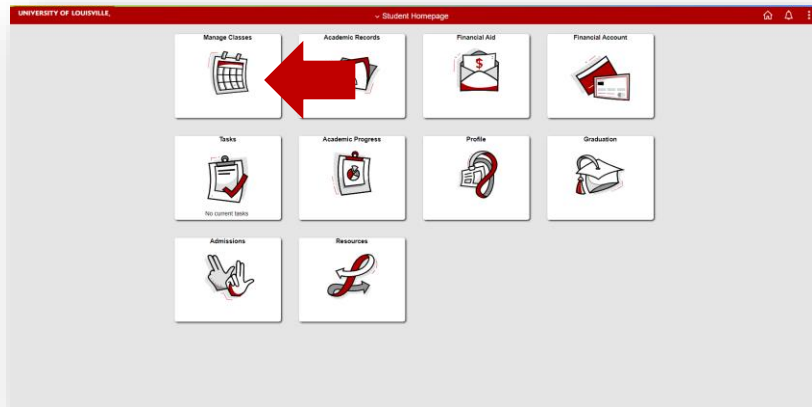 UNIVERSITY OF LOUISVILLE,
Student Homepage
Manage Classes
Academic Records
Financial Aid
Financial Account
$
Tasks
No current tasks
Academic Progress
Profile
Graduation
Admissions
Resources